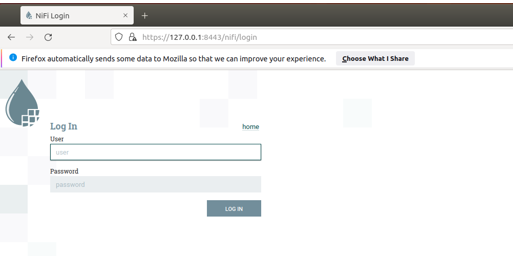 NiFi Login
https://127.0.0.1:8443/nifi/login
Firefox automatically sends some data to Mozilla so that we can improve your experience. Choose What I Share
Log In home
User
user
Password
password
LOG IN